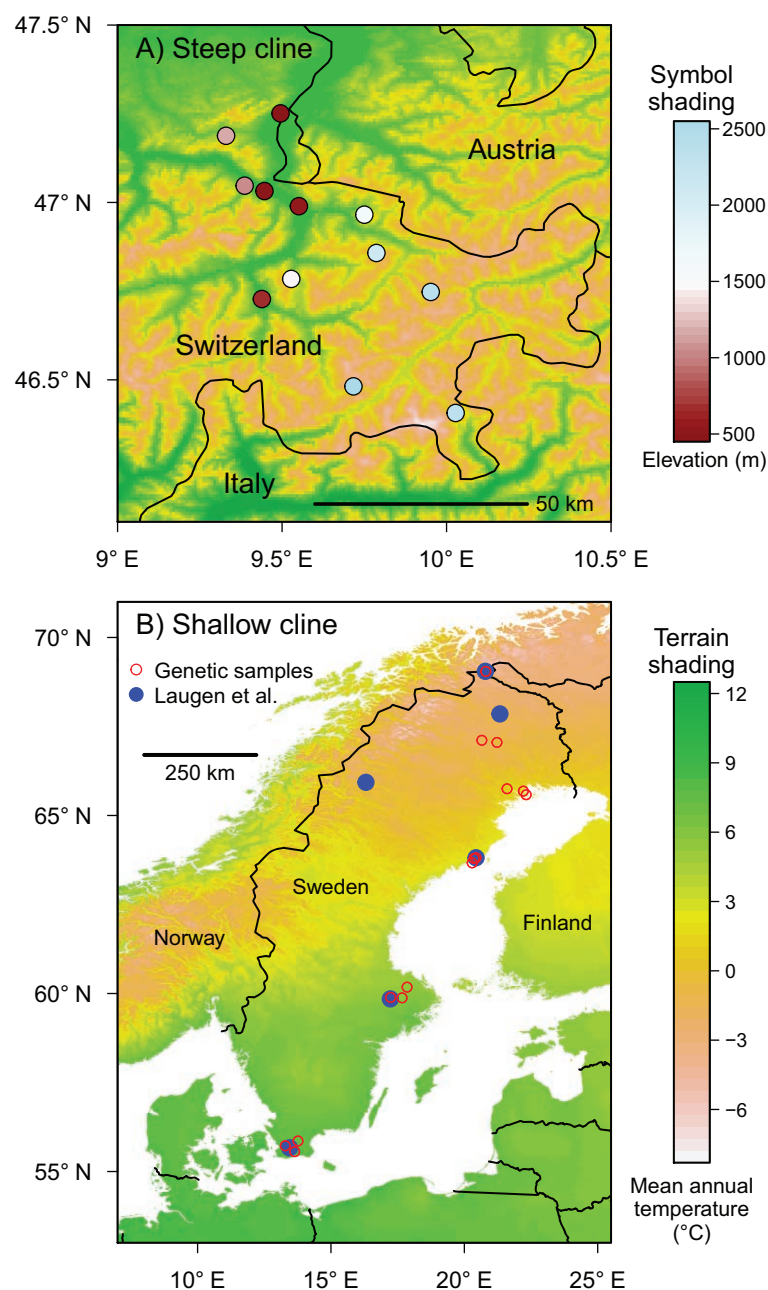 A) Steep cline
47.5° N
47° N
46.5° N
Austria
Switzerland
Italy
50 km
9° E
9.5° E
10° E
10.5° E
Symbol
shading
2500
2000
1500
1000
500
Elevation (m)
B) Shallow cline
Genetic samples
Laugen et al.
250 km
70° N
65° N
60° N
55° N
Sweden
Norway
Finland
10° E
15° E
20° E
25° E
Terrain
shading
12
9
6
3
0
−3
−6
Mean annual
temperature
(°C)